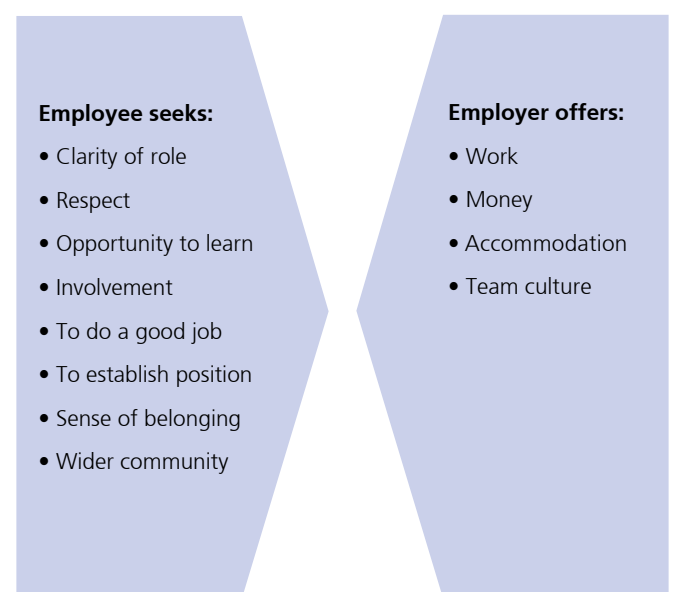 Employee seeks:
• Clarity of role
• Respect
• Opportunity to learn
• Involvement
• To do a good job
• To establish position
• Sense of belonging
• Wider community
Employer offers:
• Work
• Money
• Accommodation
• Team culture